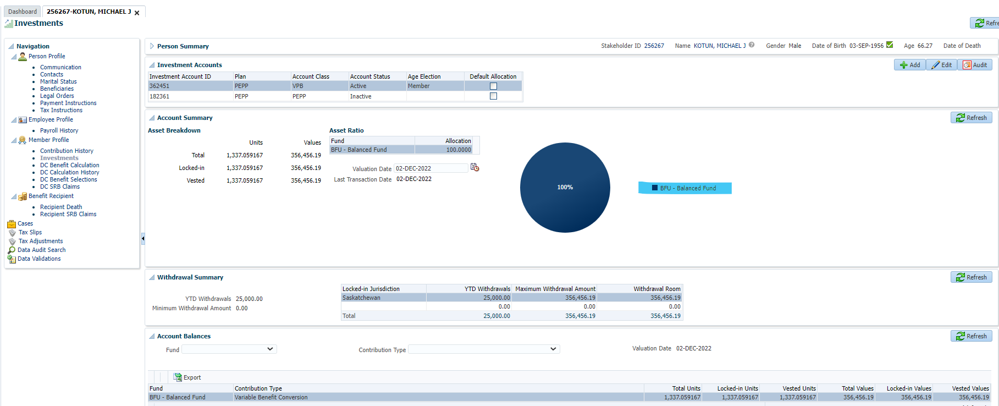 Dashboard 256267-KOTUN, MICHAEL J
Investments
Refre
Navigation
Person Profile
Communication
Contacts
Marital Status
Beneficiaries
Legal Orders
Payment Instructions
Tax Instructions
Employee Profile
Payroll History
Member Profile
Contribution History
Investments
DC Benefit Calculation
DC Calculation History
DC Benefit Selections
DC SRB Claims
Benefit Recipient
Recipient Death
Recipient SRB Claims
Cases
Tax Slips
Tax Adjustments
Data Audit Search
Data Validations
Person Summary Stakeholder ID 256267 Name KOTUN, MICHAEL J Gender Male Date of Birth 03-SEP-1956 Age 66.27 Date of Death
Investment Accounts Add Edit Audit
Investment Account ID Plan Account Class Account Status Age Election Default Allocation
362451 PEPP VPB Active Member
182361 PEPP PEPP Inactive
Account Summary Refresh
Asset Breakdown
Units Values
Total 1,337.059167 356,456.19
Locked-in 1,337.059167 356,456.19
Vested 1,337.059167 356,456.19
Asset Ratio
Fund Allocation
BFU - Balanced Fund 100.0000
Valuation Date 02-DEC-2022
Last Transaction Date 02-DEC-2022
100%
BFU - Balanced Fund
Withdrawal Summary Refresh
YTD Withdrawals 25,000.00
Minimum Withdrawal Amount 0.00
Locked-in Jurisdiction YTD Withdrawals Maximum Withdrawal Amount Withdrawal Room
Saskatchewan 25,000.00 356,456.19 356,456.19
0.00 0.00 0.00
Total 25,000.00 356,456.19 356,456.19
Account Balances Refresh
Fund Contribution Type Valuation Date 02-DEC-2022
Export
Fund Contribution Type Total Units Locked-in Units Vested Units Total Values Locked-in Values Vested Values
BFU - Balanced Fund Variable Benefit Conversion 1,337.059167 1,337.059167 1,337.059167 356,456.19 356,456.19 356,456.19